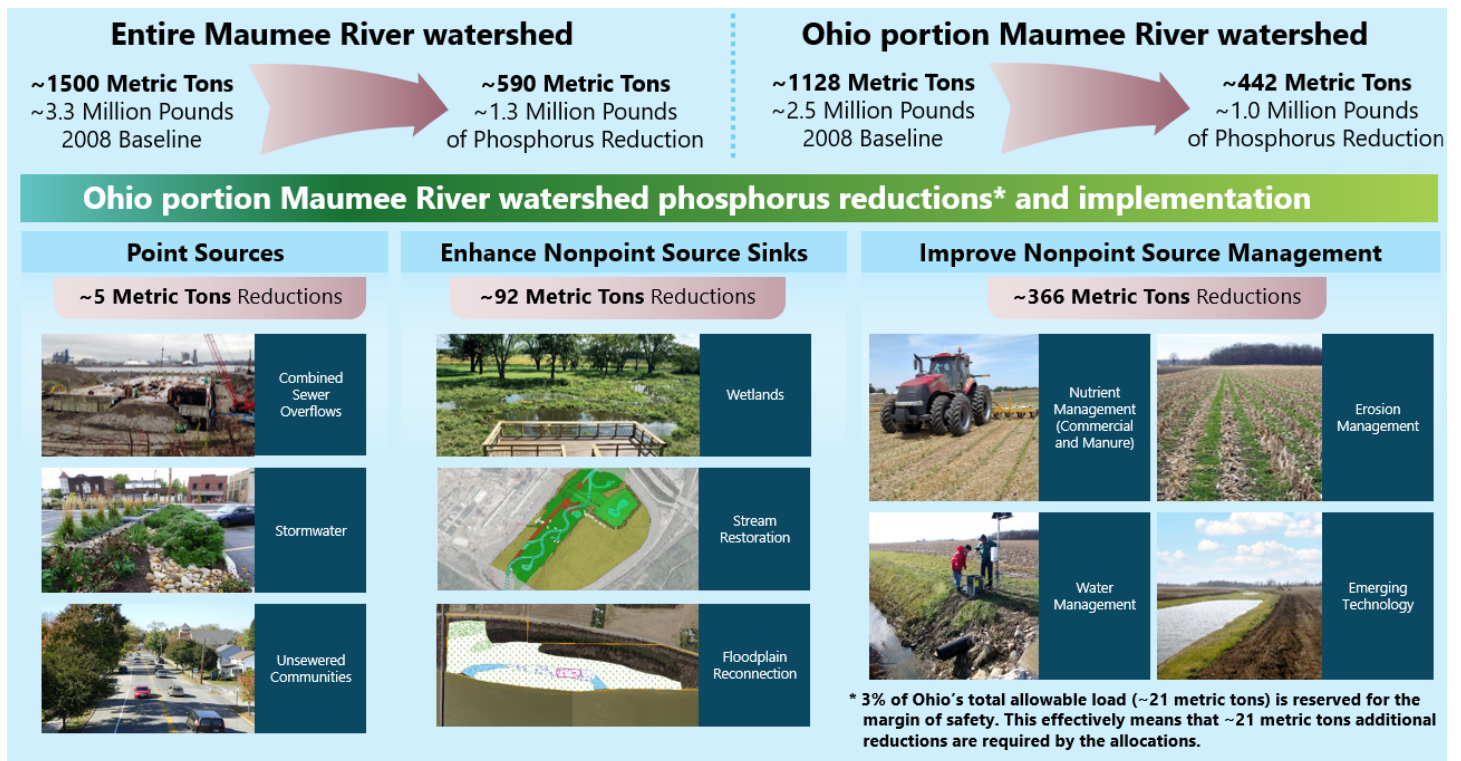 Entire Maumee River watershed
~1500 Metric Tons
~3.3 Million Pounds
2008 Baseline
~590 Metric Tons
~1.3 Million Pounds
of Phosphorus Reduction
Ohio portion Maumee River watershed
~1128 Metric Tons
~2.5 Million Pounds
2008 Baseline
~442 Metric Tons
~1.0 Million Pounds
of Phosphorus Reduction
Ohio portion Maumee River watershed phosphorus reductions* and implementation
Point Sources
~5 Metric Tons Reductions
Combined
Sewer
Overflows
Stormwater
Unsewered
Communities
Enhance Nonpoint Source Sinks
~92 Metric Tons Reductions
Wetlands
Stream
Restoration
Floodplain
Reconnection
Improve Nonpoint Source Management
~366 Metric Tons Reductions
Nutrient
Management
(Commercial
and Manure)
Erosion
Management
Water
Management
Emerging
Technology
* 3% of Ohio’s total allowable load (~21 metric tons) is reserved for the
margin of safety. This effectively means that ~21 metric tons additional
reductions are required by the allocations.